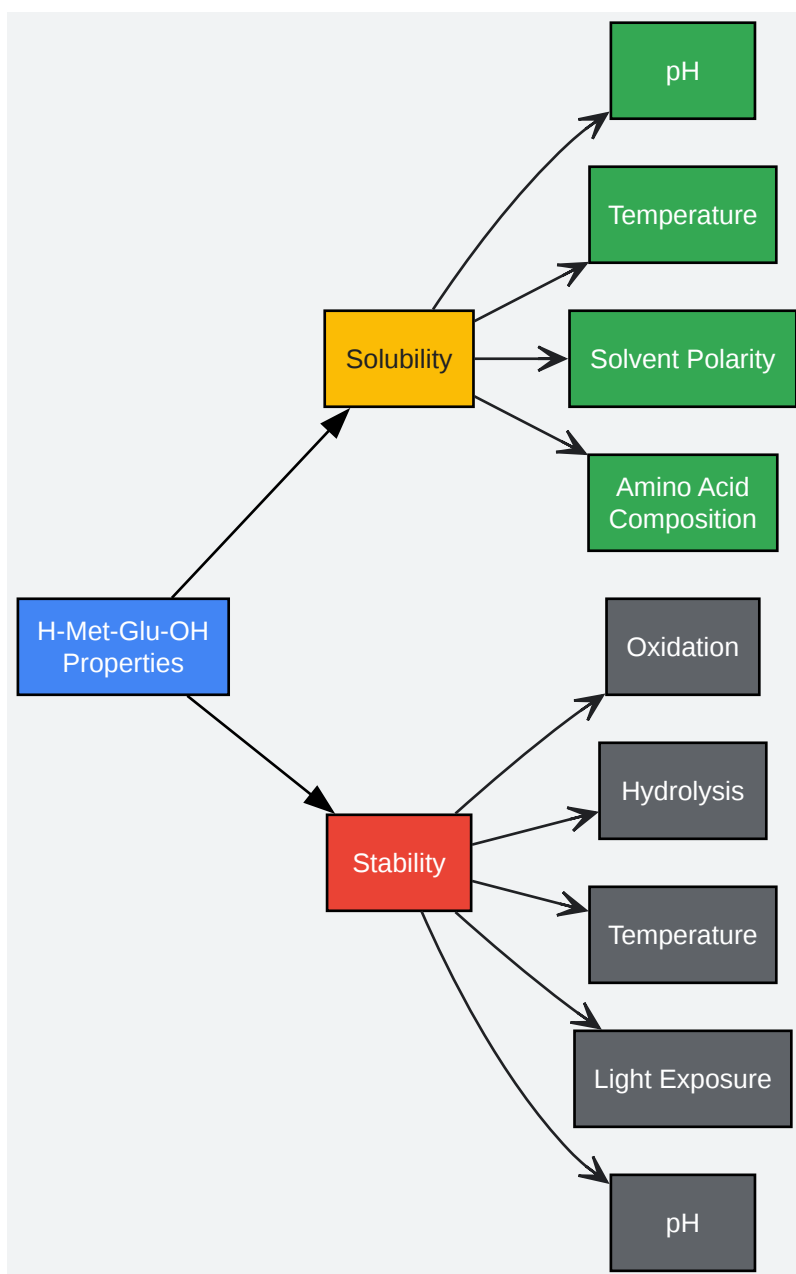 pH
Temperature
Solubility
Solvent Polarity
Amino Acid
Composition
H-Met-Glu-OH
Properties
Oxidation
Hydrolysis
Stability
Temperature
Light Exposure
pH